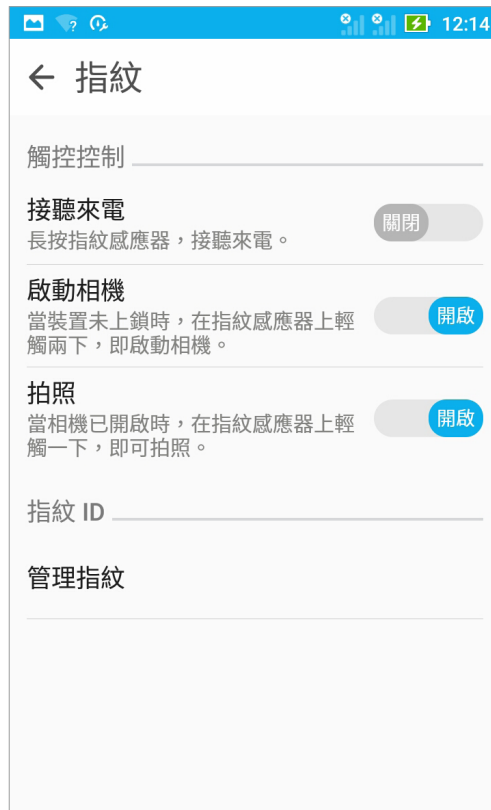 12:14
指紋
觸控控制
接聽來電
長按指紋感應器，接聽來電。
關閉
啟動相機
當裝置未上鎖時，在指紋感應器上輕
觸兩下，即啟動相機。
開啟
拍照
當相機已開啟時，在指紋感應器上輕
觸一下，即可拍照。
開啟
指紋 ID
管理指紋